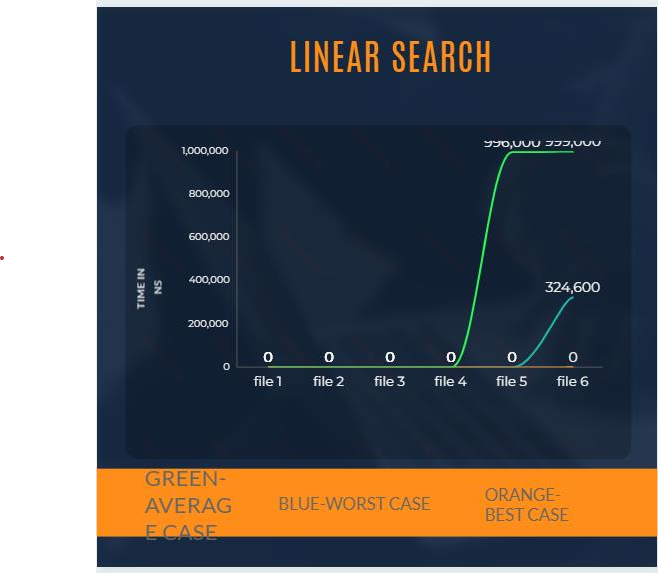 LINEAR SEARCH
996,000 999,000
1,000,000
800,000
600,000
400,000
200,000
0
TIME IN
NS
324,600
0 0 0 0 0 0
file 1 file 2 file 3 file 4 file 5 file 6
GREEN-
AVERAG
E CASE
BLUE-WORST CASE
ORANGE-
BEST CASE